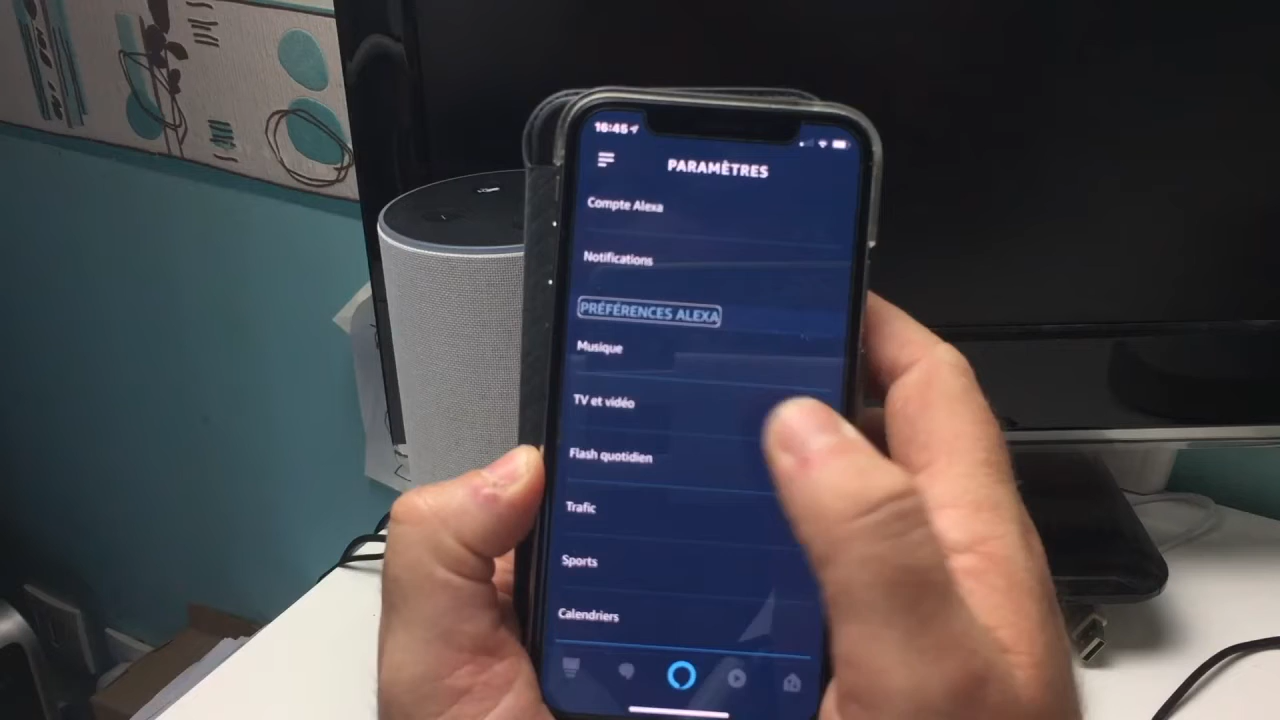 16:45
PARAMÈTRES
Compte Alexa
Notifications
PRÉFÉRENCES ALEXA
Musique
TV et vidéo
Flash quotidien
Trafic
Sports
Calendriers